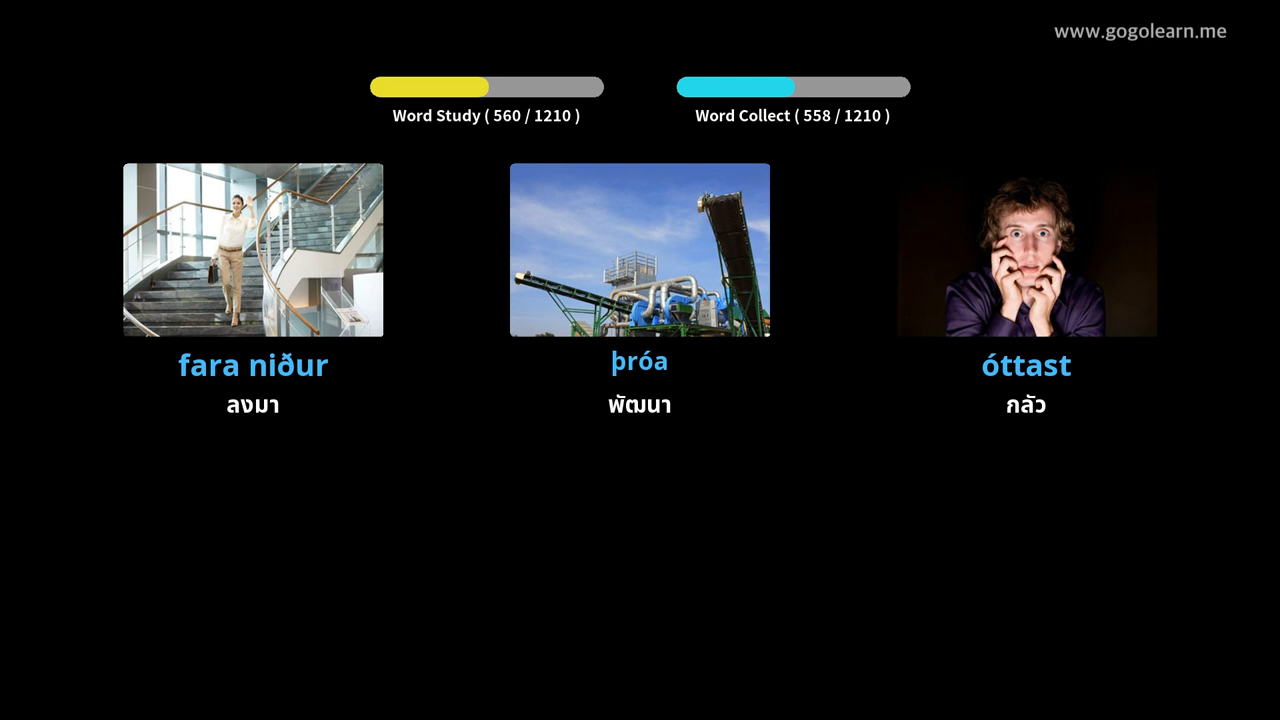 www.gogolearn.me
Word Study ( 560 / 1210 )
Word Collect ( 558 / 1210 )
fara niður
þróa
óttast
ลงมา
พัฒนา
กลัว